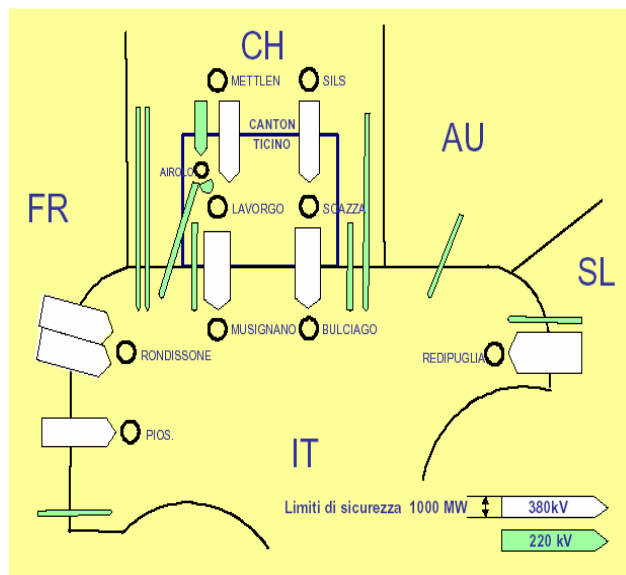 CH
METTLEN
SILS
CANTON
TICINO
AU
AIROLO
FR
LAVORGO
SOAZZA
SL
MUSIGNANO
BULCIAGO
RONDISSONE
REDIPUGLIA
PIOS.
IT
Limiti di sicurezza 1000 MW
380kV
220 kV